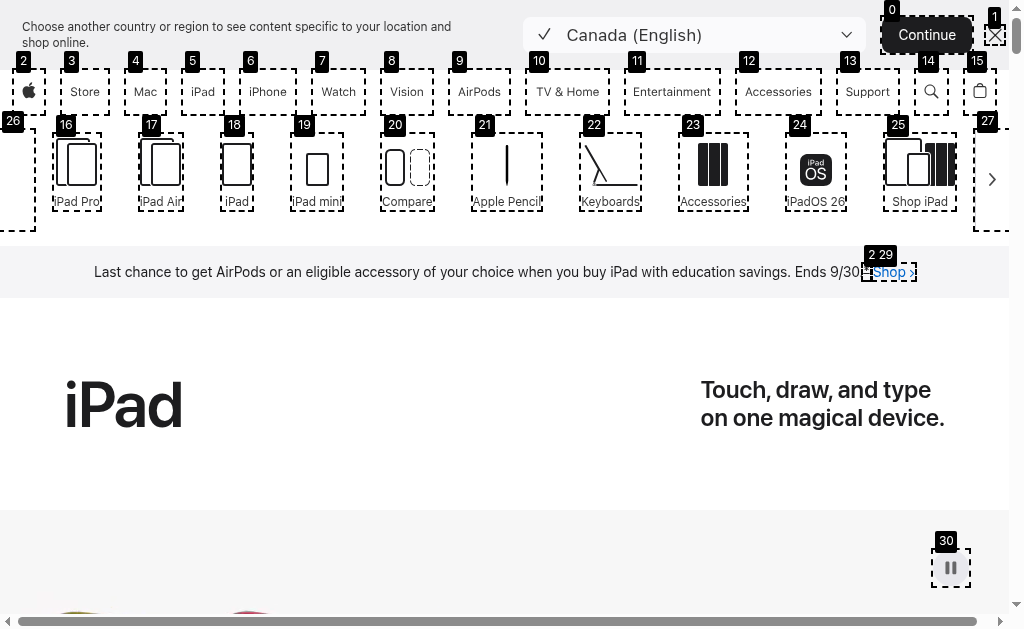 Choose another country or region to see content specific to your location and
shop online.
Canada (English)
Continue
0
1
2
3
4
5
6
7
8
9
10
11
12
13
14
15
Store
Mac
iPad
iPhone
Watch
Vision
AirPods
TV & Home
Entertainment
Accessories
Support
26
16
17
18
19
20
21
22
23
24
25
27
iPad
OS
iPad Pro
iPad Air
iPad
iPad mini
Compare
Apple Pencil
Keyboards
Accessories
iPadOS 26
Shop iPad
2 29
Last chance to get AirPods or an eligible accessory of your choice when you buy iPad with education savings. Ends 9/30. Shop ›
iPad
Touch, draw, and type
on one magical device.
30